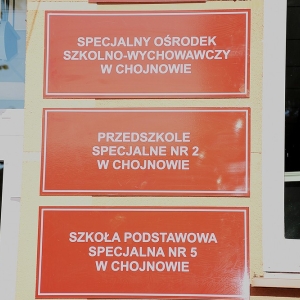 SPECJALNY OŚRODEK
SZKOLNO-WYCHOWAWCZY
W CHOJNOWIE
PRZEDSZKOLE
SPECJALNE NR 2
W CHOJNOWIE
SZKOŁA PODSTAWOWA
SPECJALNA NR 5
W CHOJNOWIE